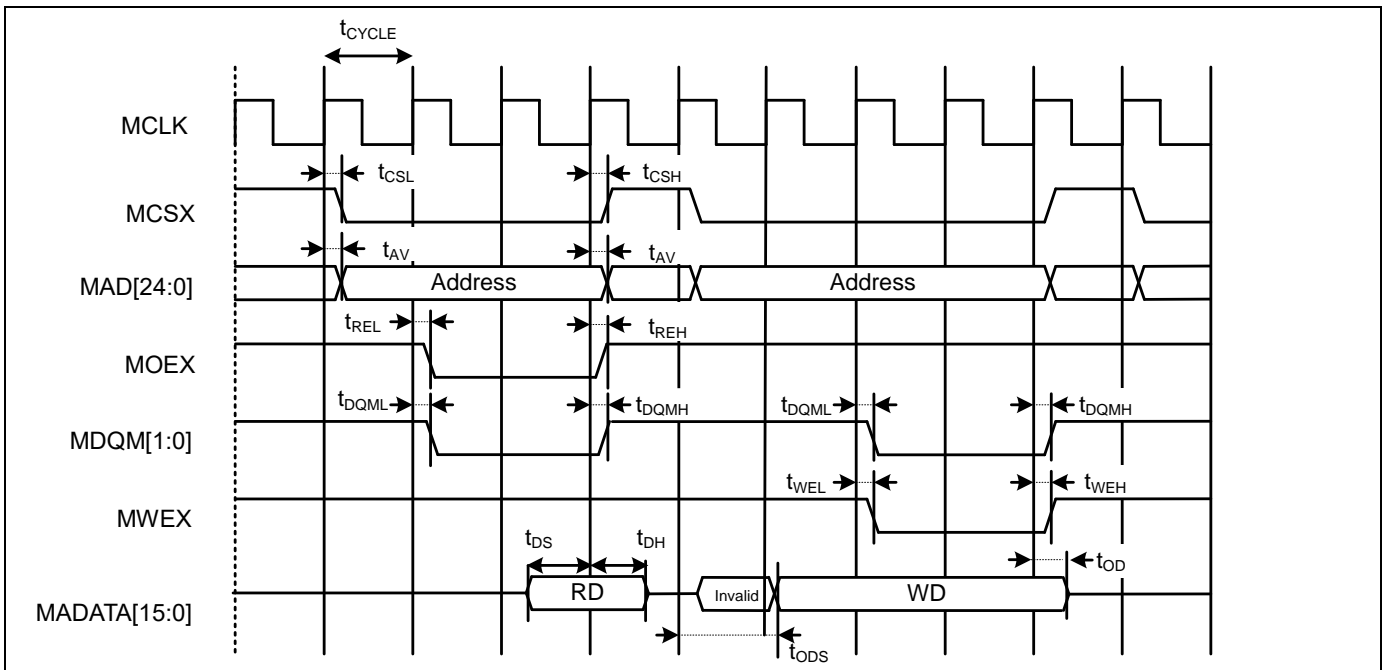 tCYCLE
MCLK
tCSL tCSH
MCSX
tAV tAV
MAD[24:0] Address Address
tREL tREH
MOEX
tDQML tDQMH tDQML tDQMH
MDQM[1:0]
tWEL tWEH
MWEX
tDS tDH
tOD
MADATA[15:0] RD Invalid WD
tODS